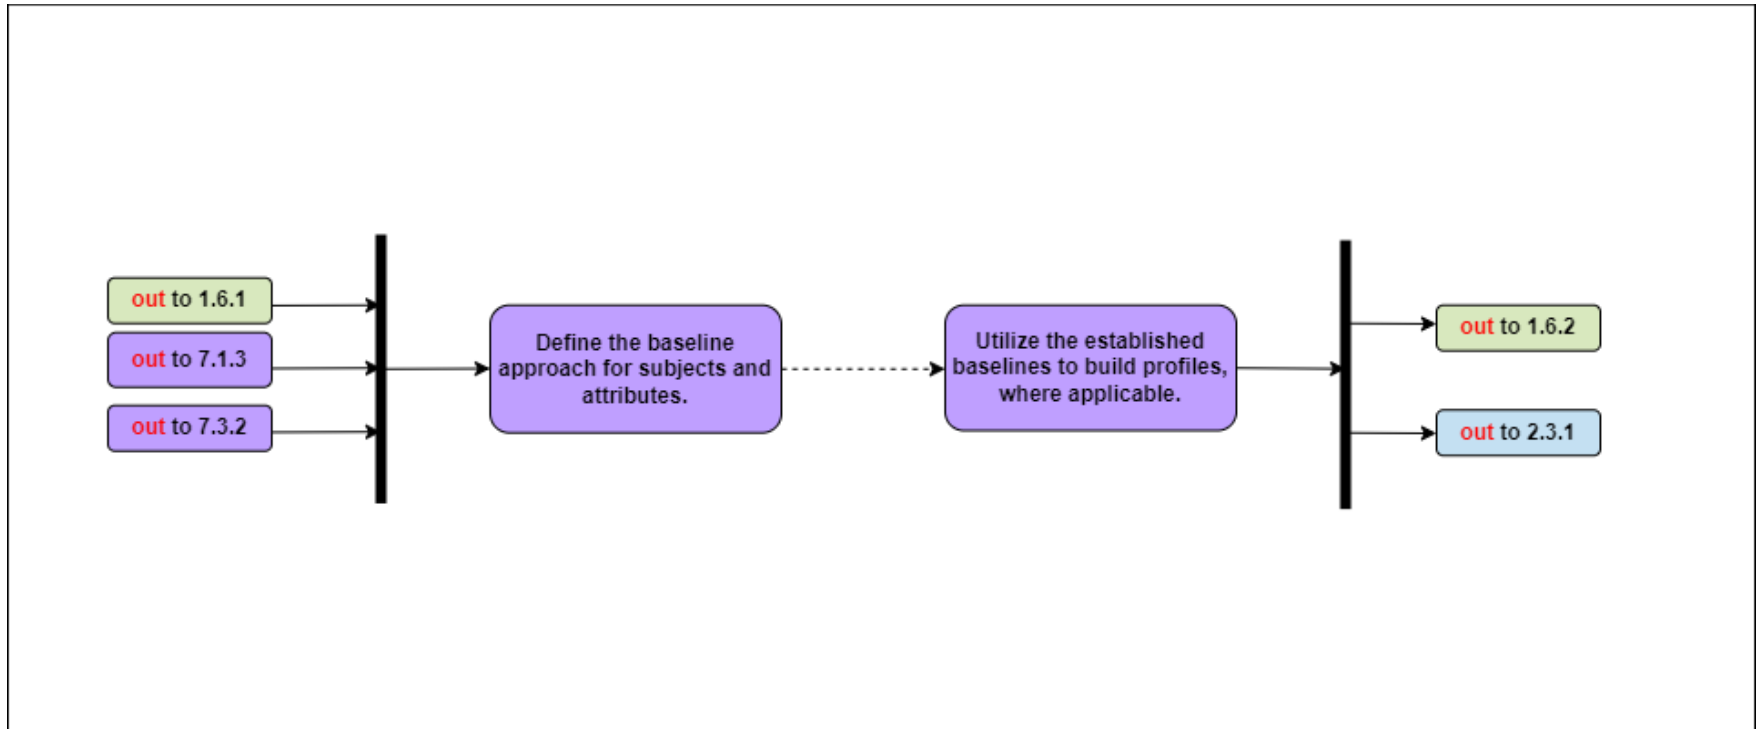 out to 1.6.1
out to 7.1.3
out to 7.3.2
Define the baseline
approach for subjects and
attributes.
Utilize the established
baselines to build profiles,
where applicable.
out to 1.6.2
out to 2.3.1